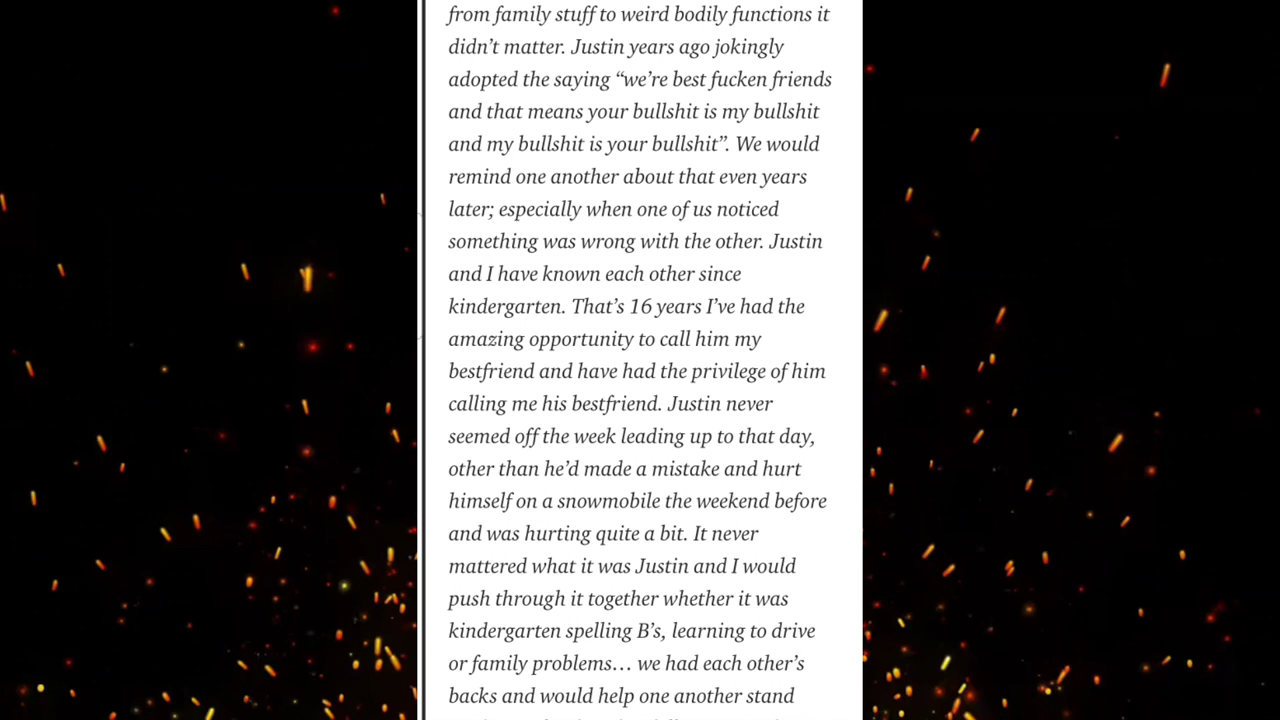 from family stuff to weird bodily functions it
didn’t matter. Justin years ago jokingly
adopted the saying “we’re best fucken friends
and that means your bullshit is my bullshit
and my bullshit is your bullshit”. We would
remind one another about that even years
later; especially when one of us noticed
something was wrong with the other. Justin
and I have known each other since
kindergarten. That’s 16 years I’ve had the
amazing opportunity to call him my
bestfriend and have had the privilege of him
calling me his bestfriend. Justin never
seemed off the week leading up to that day,
other than he’d made a mistake and hurt
himself on a snowmobile the weekend before
and was hurting quite a bit. It never
mattered what it was Justin and I would
push through it together whether it was
kindergarten spelling B’s, learning to drive
or family problems… we had each other’s
backs and would help one another stand